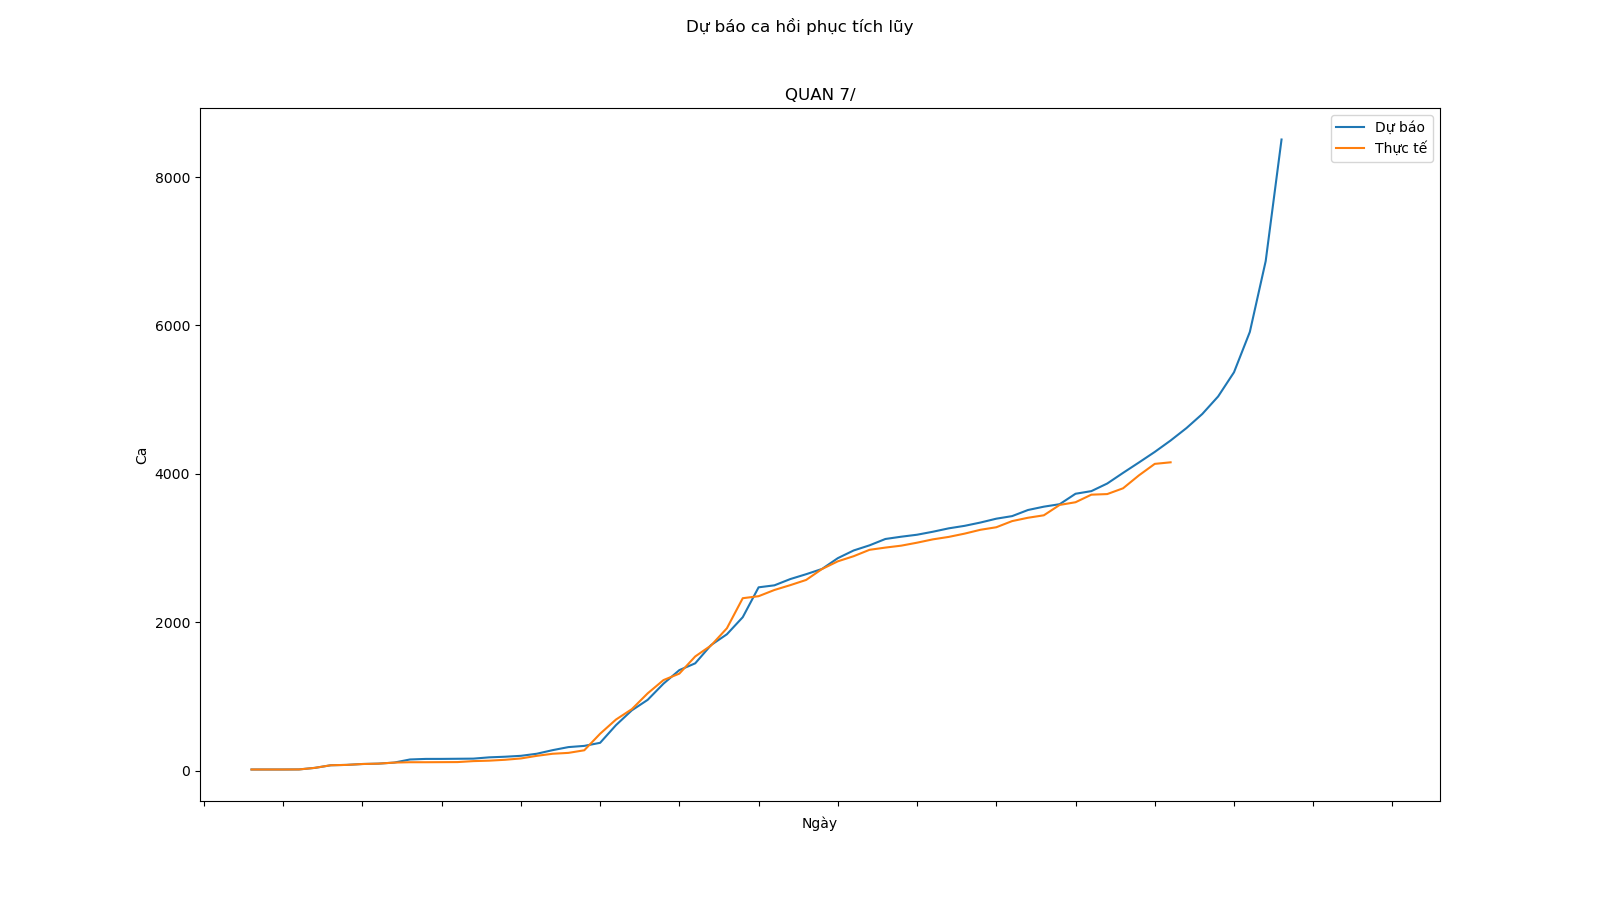 Dự báo ca hồi phục tích lũy
QUAN 7/
Dự báo
Thực tế
8000
6000
4000
2000
0
Ca
Ngày